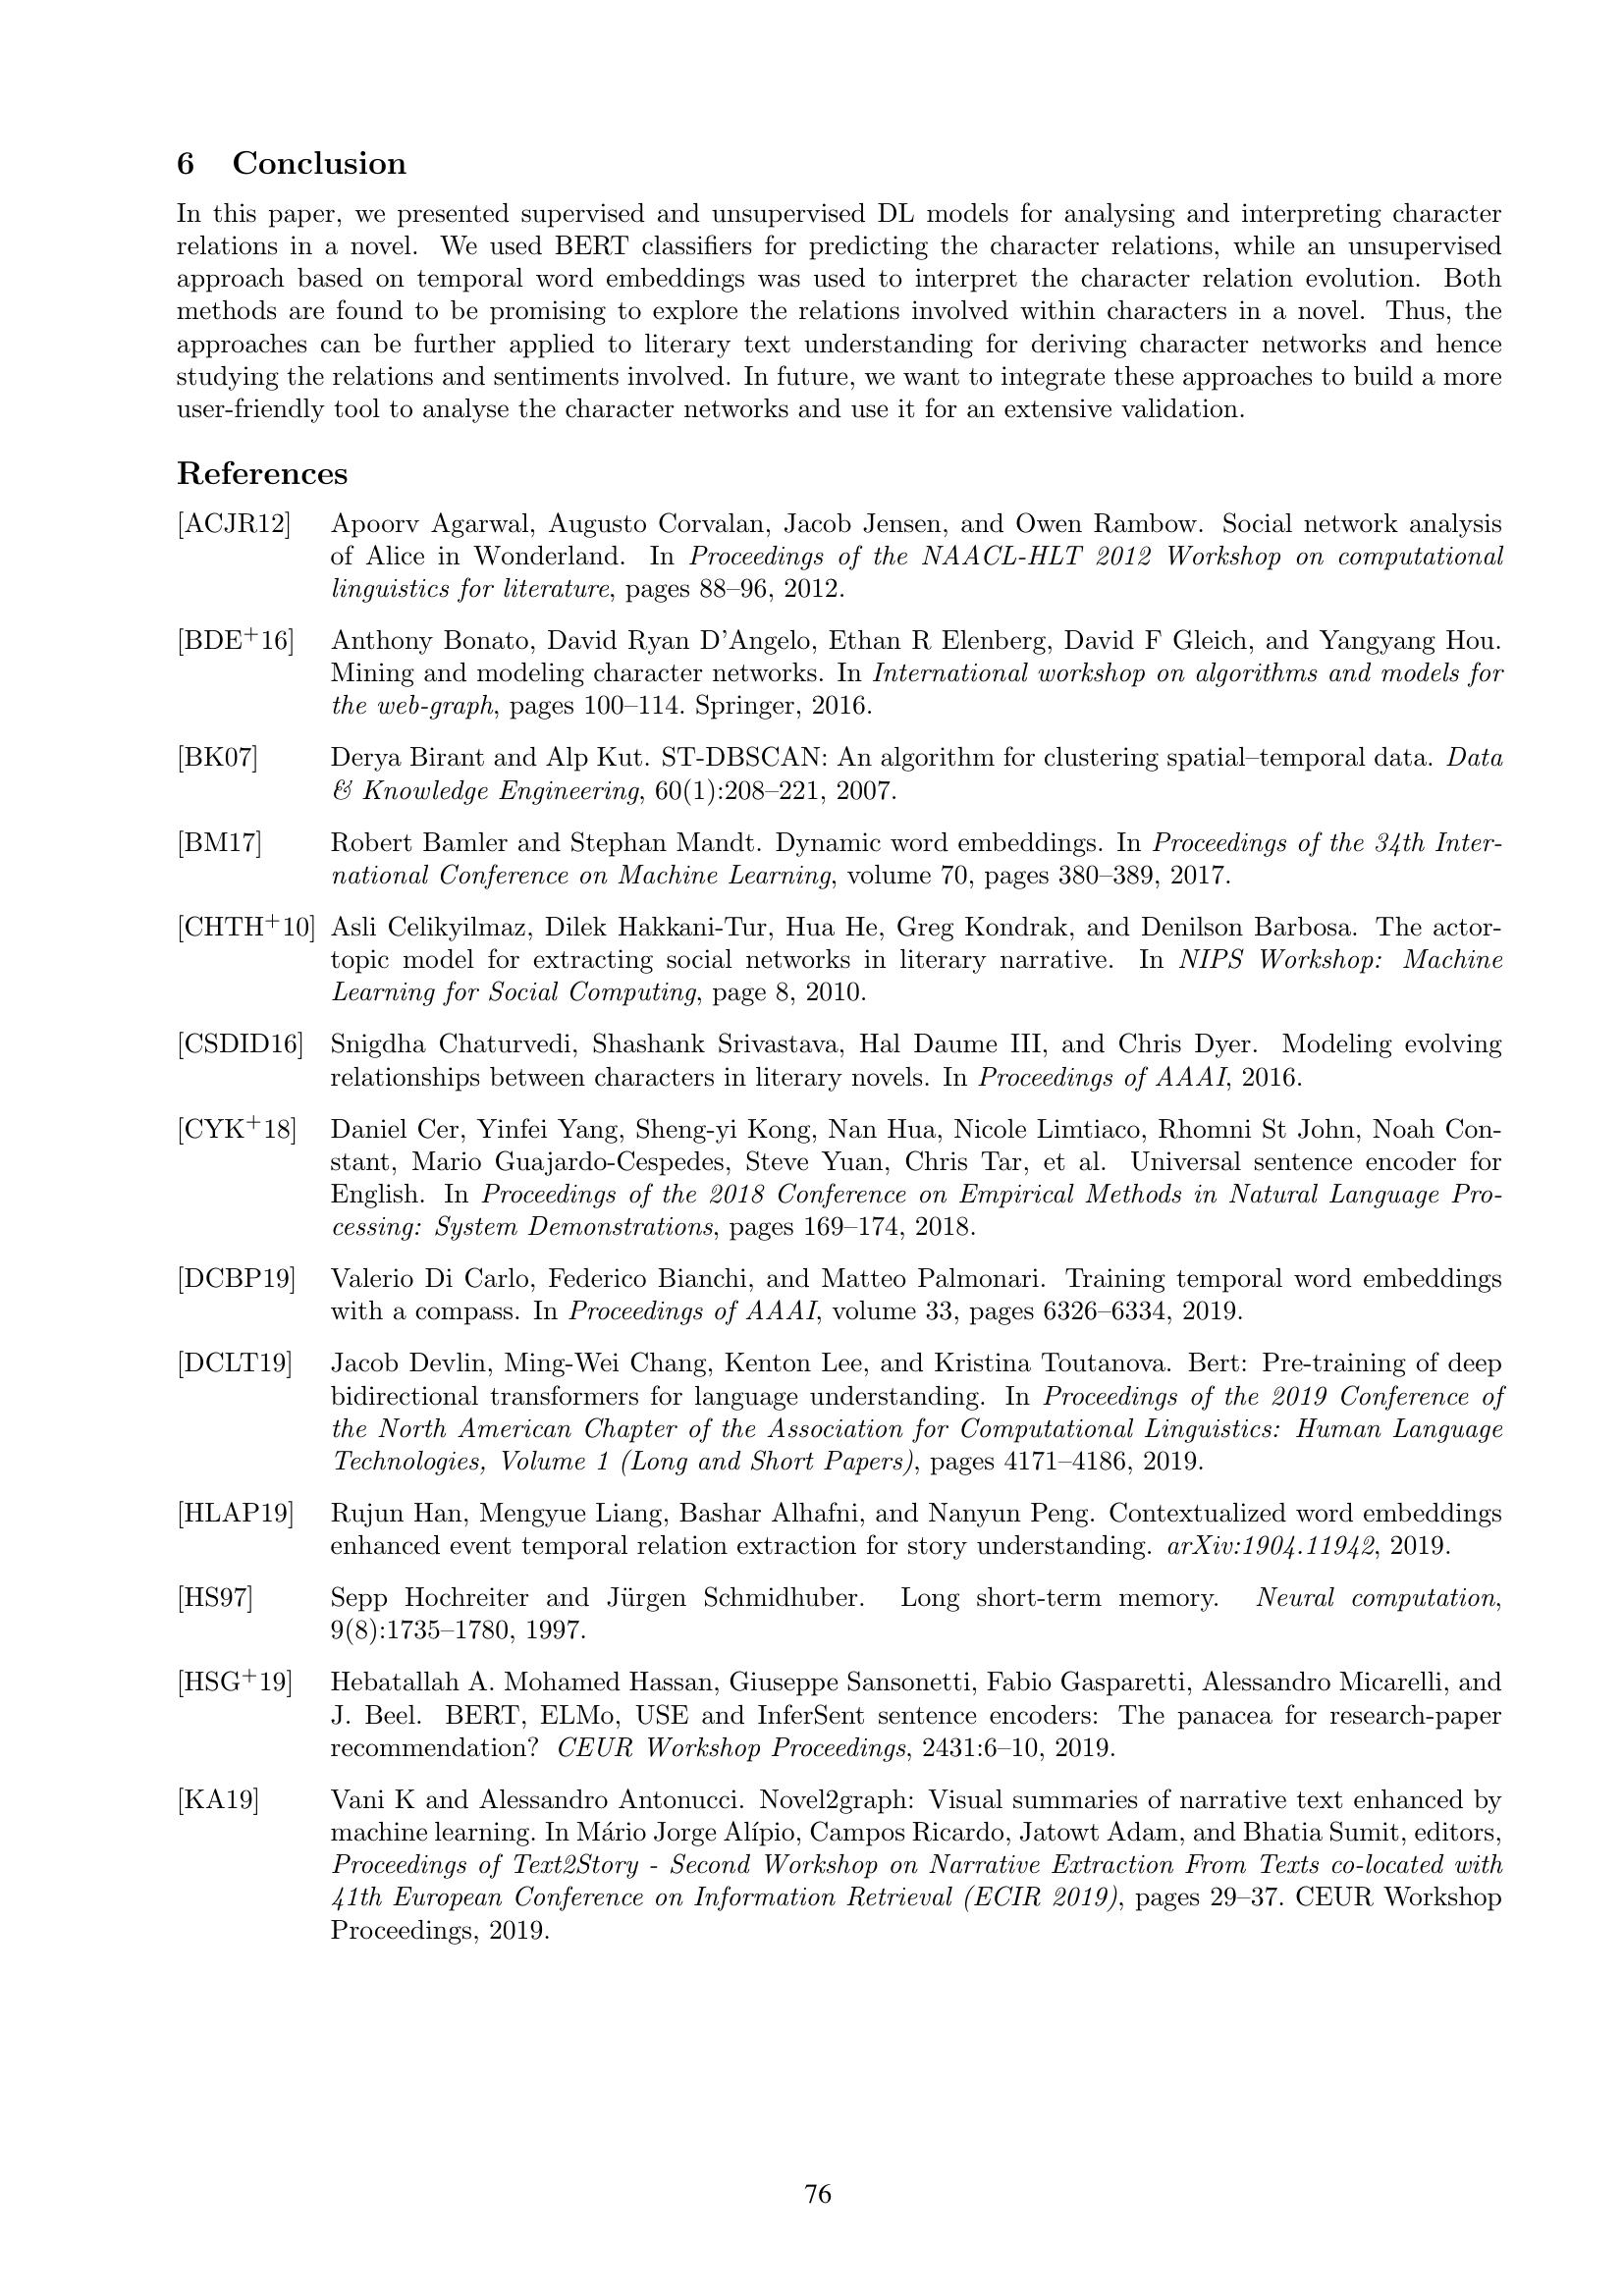 6 Conclusion
In this paper, we presented supervised and unsupervised DL models for analysing and interpreting character
relations in a novel. We used BERT classifiers for predicting the character relations, while an unsupervised
approach based on temporal word embeddings was used to interpret the character relation evolution. Both
methods are found to be promising to explore the relations involved within characters in a novel. Thus, the
approaches can be further applied to literary text understanding for deriving character networks and hence
studying the relations and sentiments involved. In future, we want to integrate these approaches to build a more
user-friendly tool to analyse the character networks and use it for an extensive validation.
References
[ACJR12] Apoorv Agarwal, Augusto Corvalan, Jacob Jensen, and Owen Rambow. Social network analysis
of Alice in Wonderland. In Proceedings of the NAACL-HLT 2012 Workshop on computational
linguistics for literature, pages 88–96, 2012.
[BDE+16] Anthony Bonato, David Ryan D'Angelo, Ethan R Elenberg, David F Gleich, and Yangyang Hou.
Mining and modeling character networks. In International workshop on algorithms and models for
the web-graph, pages 100–114. Springer, 2016.
[BK07] Derya Birant and Alp Kut. ST-DBSCAN: An algorithm for clustering spatial–temporal data. Data
& Knowledge Engineering, 60(1):208–221, 2007.
[BM17] Robert Bamler and Stephan Mandt. Dynamic word embeddings. In Proceedings of the 34th Inter-
national Conference on Machine Learning, volume 70, pages 380–389, 2017.
[CHTH+10] Asli Celikyilmaz, Dilek Hakkani-Tur, Hua He, Greg Kondrak, and Denilson Barbosa. The actor-
topic model for extracting social networks in literary narrative. In NIPS Workshop: Machine
Learning for Social Computing, page 8, 2010.
[CSDID16] Snigdha Chaturvedi, Shashank Srivastava, Hal Daume III, and Chris Dyer. Modeling evolving
relationships between characters in literary novels. In Proceedings of AAAI, 2016.
[CYK+18] Daniel Cer, Yinfei Yang, Sheng-yi Kong, Nan Hua, Nicole Limtiaco, Rhomni St John, Noah Con-
stant, Mario Guajardo-Cespedes, Steve Yuan, Chris Tar, et al. Universal sentence encoder for
English. In Proceedings of the 2018 Conference on Empirical Methods in Natural Language Pro-
cessing: System Demonstrations, pages 169–174, 2018.
[DCBP19] Valerio Di Carlo, Federico Bianchi, and Matteo Palmonari. Training temporal word embeddings
with a compass. In Proceedings of AAAI, volume 33, pages 6326–6334, 2019.
[DCLT19] Jacob Devlin, Ming-Wei Chang, Kenton Lee, and Kristina Toutanova. Bert: Pre-training of deep
bidirectional transformers for language understanding. In Proceedings of the 2019 Conference of
the North American Chapter of the Association for Computational Linguistics: Human Language
Technologies, Volume 1 (Long and Short Papers), pages 4171–4186, 2019.
[HLAP19] Rujun Han, Mengyue Liang, Bashar Alhafni, and Nanyun Peng. Contextualized word embeddings
enhanced event temporal relation extraction for story understanding. arXiv:1904.11942, 2019.
[HS97] Sepp Hochreiter and Jürgen Schmidhuber. Long short-term memory. Neural computation,
9(8):1735–1780, 1997.
[HSG+19] Hebatallah A. Mohamed Hassan, Giuseppe Sansonetti, Fabio Gasparetti, Alessandro Micarelli, and
J. Beel. BERT, ELMo, USE and InferSent sentence encoders: The panacea for research-paper
recommendation? CEUR Workshop Proceedings, 2431:6–10, 2019.
[KA19] Vani K and Alessandro Antonucci. Novel2graph: Visual summaries of narrative text enhanced by
machine learning. In Mário Jorge Alípio, Campos Ricardo, Jatowt Adam, and Bhatia Sumit, editors,
Proceedings of Text2Story - Second Workshop on Narrative Extraction From Texts co-located with
41th European Conference on Information Retrieval (ECIR 2019), pages 29–37. CEUR Workshop
Proceedings, 2019.
76